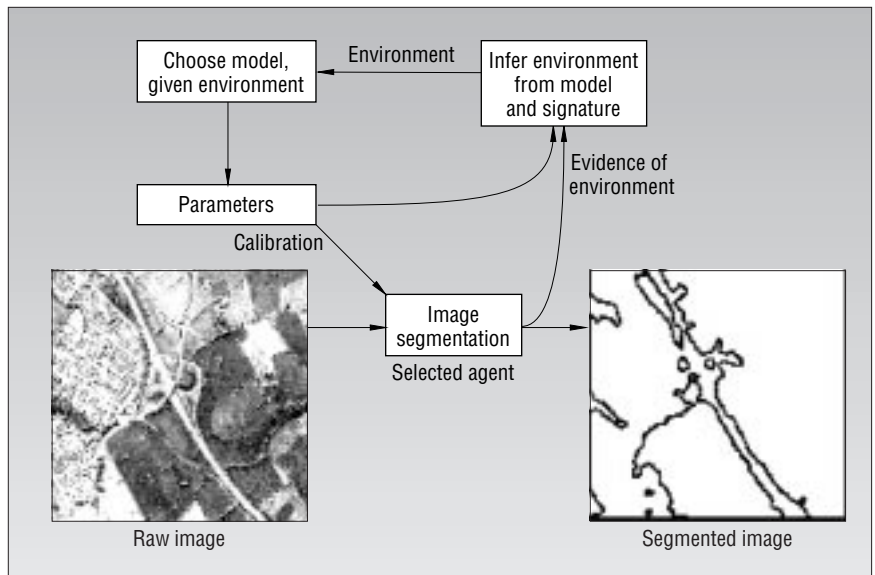 Choose model,
given environment
Environment
Infer environment
from model
and signature
Evidence of
environment
Parameters
Calibration
Image
segmentation
Selected agent
Raw image
Segmented image